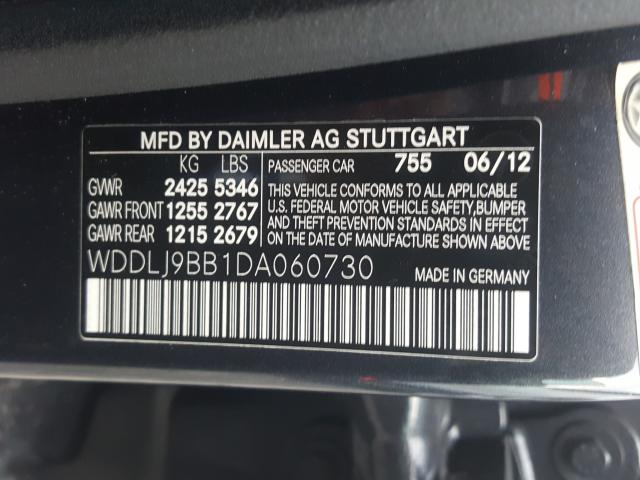 MFD BY DAIMLER AG STUTTGART
KG LBS PASSENGER CAR 755 06/12
GVWR 2425 5346 THIS VEHICLE CONFORMS TO ALL APPLICABLE
GAWR FRONT 1255 2767 U.S. FEDERAL MOTOR VEHICLE SAFETY, BUMPER
GAWR REAR 1215 2679 AND THEFT PREVENTION STANDARDS IN EFFECT
ON THE DATE OF MANUFACTURE SHOWN ABOVE
WDDLJ9BB1DA060730 MADE IN GERMANY